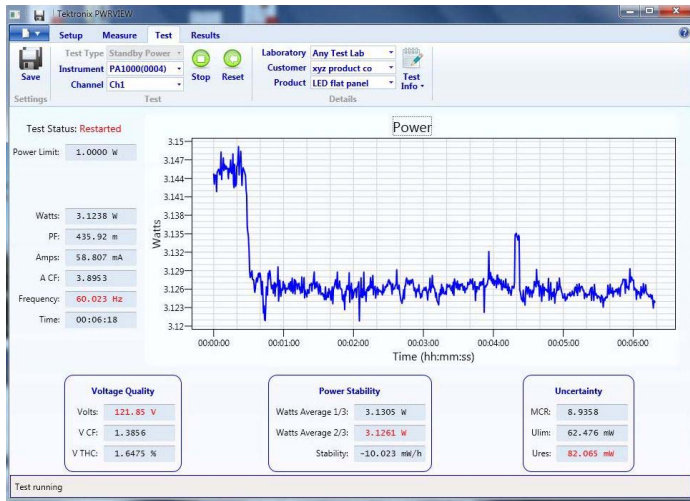 Tektronix PWRVIEW
Setup Measure Test Results
Save
Settings
Test Type Standby Power
Instrument PA1000(0004)
Channel Ch1
Stop Reset
Test
Laboratory Any Test Lab
Customer xyz product co
Product LED flat panel
Test Info
Details
Test Status: Restarted
Power Limit: 1.0000 W
Watts: 3.1238 W
PF: 435.92 m
Amps: 58.807 mA
A CF: 3.8953
Frequency: 60.023 Hz
Time: 00:06:18
Power
Watts
3.15
3.147
3.144
3.141
3.138
3.135
3.132
3.129
3.126
3.123
3.12
00:00:00 00:01:00 00:02:00 00:03:00 00:04:00 00:05:00 00:06:00
Time (hh:mm:ss)
Voltage Quality
Volts: 121.85 V
V CF: 1.3856
V THC: 1.6475 %
Power Stability
Watts Average 1/3: 3.1305 W
Watts Average 2/3: 3.1261 W
Stability: -10.023 mW/h
Uncertainty
MCR: 8.9358
Ulim: 62.476 mW
Ures: 82.065 mW
Test running